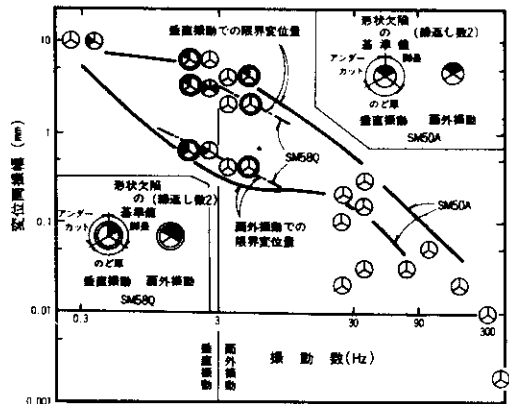 垂直振動での限界変位量
形状欠陥
の(繰返し数2)
基準値
アンダー
カット
脚長
のど厚
垂直振動 面外振動
SM50A
変位両振幅 (mm)
10
1
0.1
0.01
0.001
SM58Q
SM50A
面外振動での
限界変位量
形状欠陥
の(繰返し数2)
基準値
アンダー
カット
脚長
のど厚
垂直振動 面外振動
SM58Q
0.3
3
30
90
300
垂直振動
面外振動
振動数(Hz)